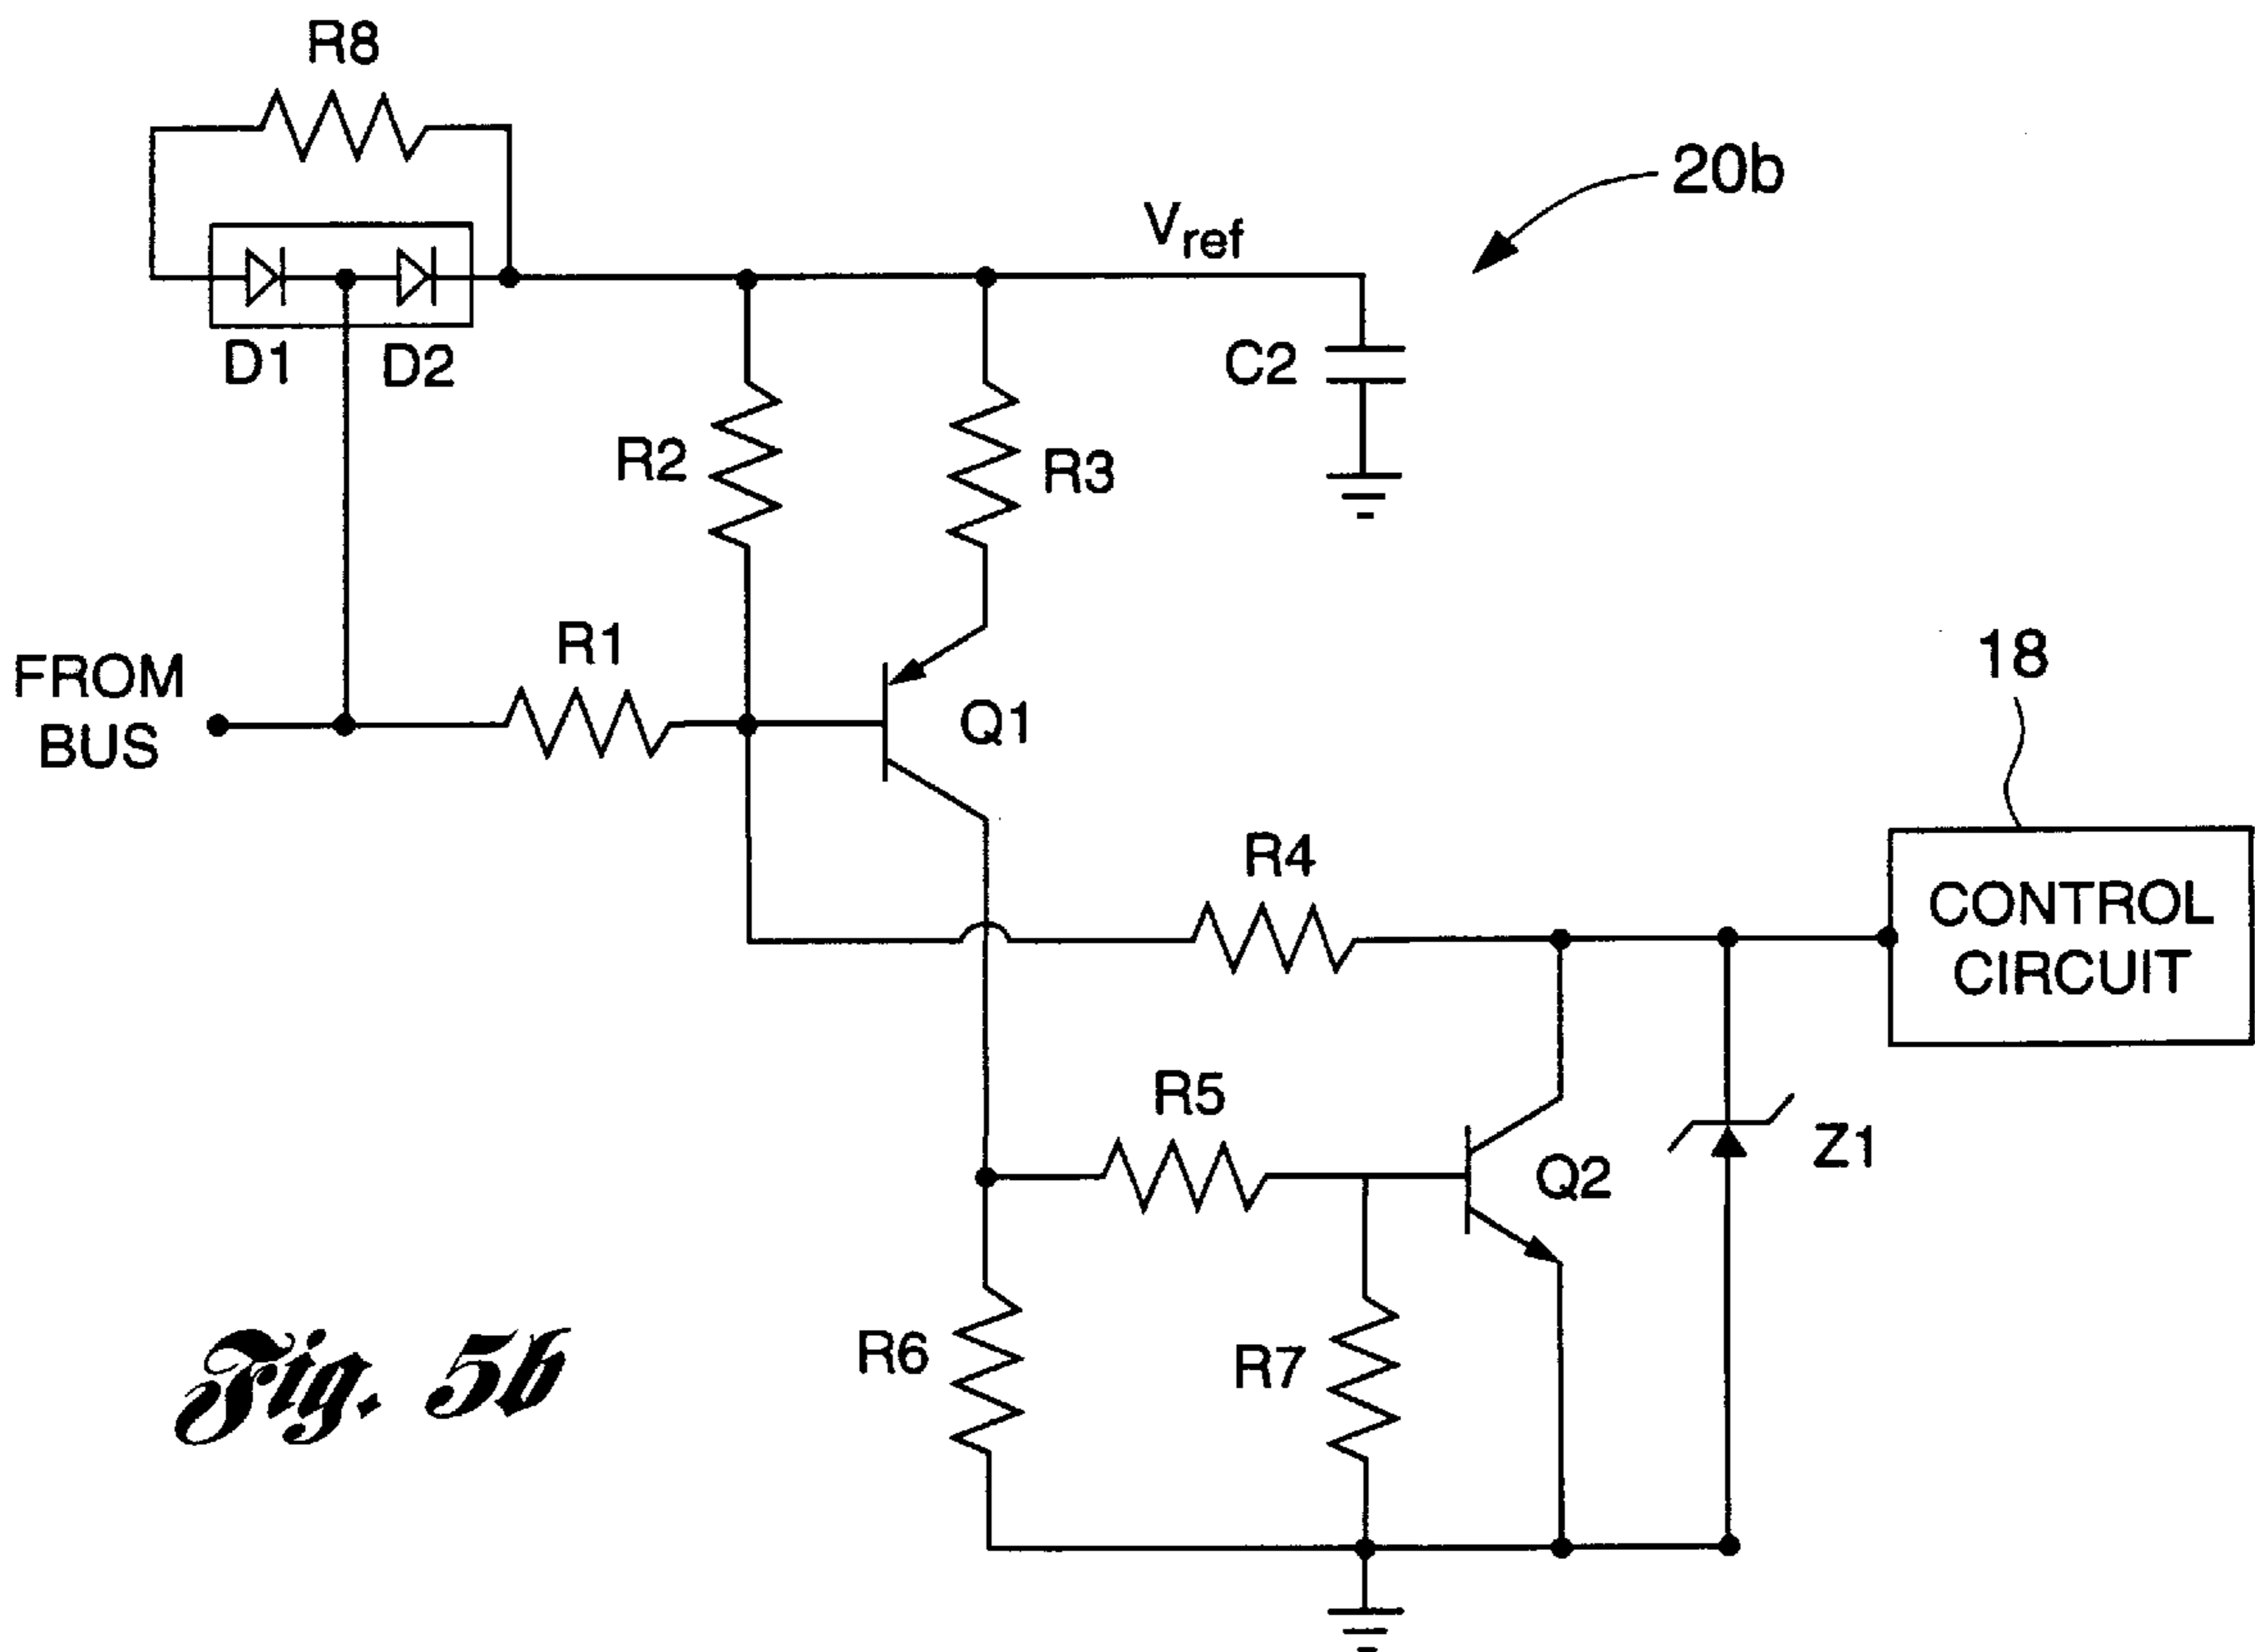 R8
20b
Vref
D1
D2
C2
R2
R3
FROM
BUS
R1
Q1
18
R4
CONTROL
CIRCUIT
R5
Q2
Z1
R6
R7
Fig. 5b